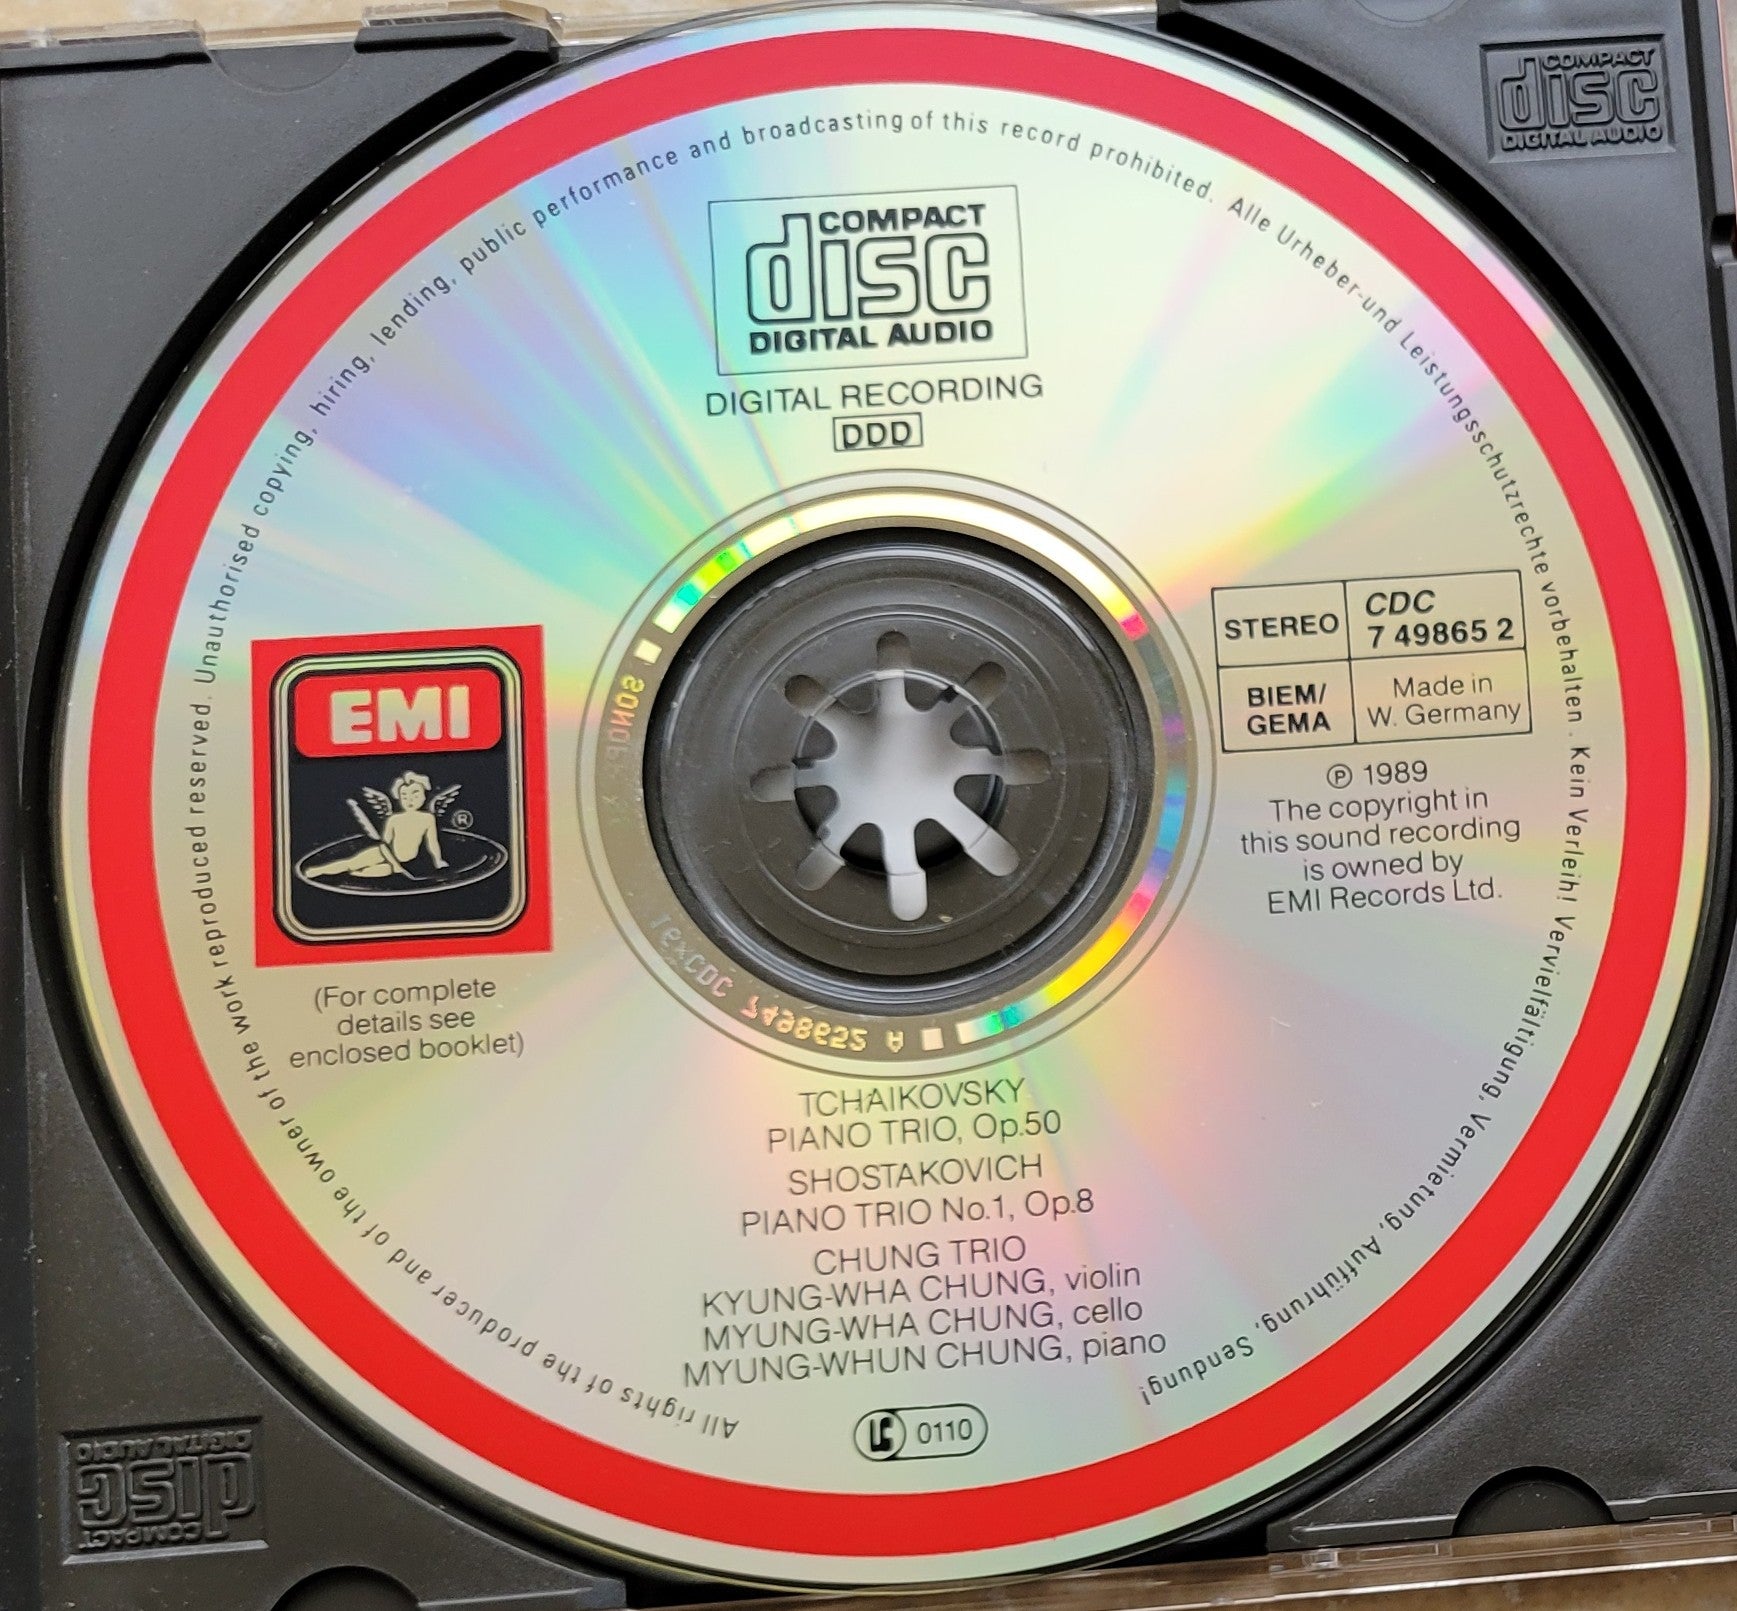 COMPACT
disc
DIGITAL AUDIO
COMPACT
disc
DIGITAL AUDIO
DIGITAL RECORDING
DDD
STEREO
CDC
7 49865 2
BIEM/
GEMA
Made in
W. Germany
℗ 1989
The copyright in
this sound recording
is owned by
EMI Records Ltd.
EMI
®
(For complete
details see
enclosed booklet)
TCHAIKOVSKY
PIANO TRIO, Op.50
SHOSTAKOVICH
PIANO TRIO No.1, Op.8
CHUNG TRIO
KYUNG-WHA CHUNG, violin
MYUNG-WHA CHUNG, cello
MYUNG-WHUN CHUNG, piano
LC 0110
All rights of the producer and of the owner of the work reproduced reserved. Unauthorised copying, hiring, lending, public performance and broadcasting of this record prohibited. Alle Urheber-und Leistungsschutzrechte vorbehalten. Kein Verleih! Vervielfältigung, Vermietung, Aufführung, Sendung!
COMPACT
disc
DIGITAL AUDIO